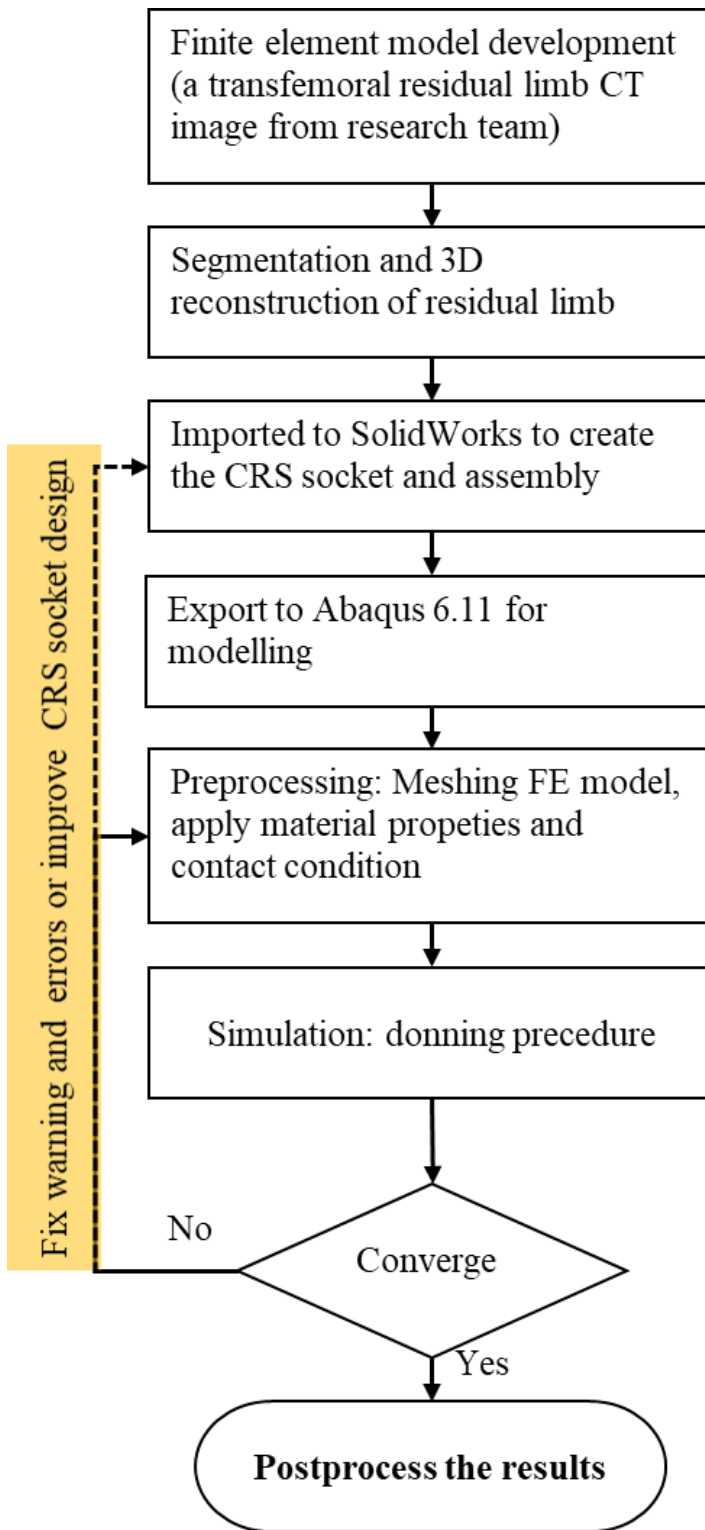 Finite element model development
(a transfemoral residual limb CT
image from research team)
Segmentation and 3D
reconstruction of residual limb
Imported to SolidWorks to create
the CRS socket and assembly
Export to Abaqus 6.11 for
modelling
Preprocessing: Meshing FE model,
apply material propeties and
contact condition
Simulation: donning precedure
Converge
No
Yes
Postprocess the results
Fix warning and errors or improve CRS socket design